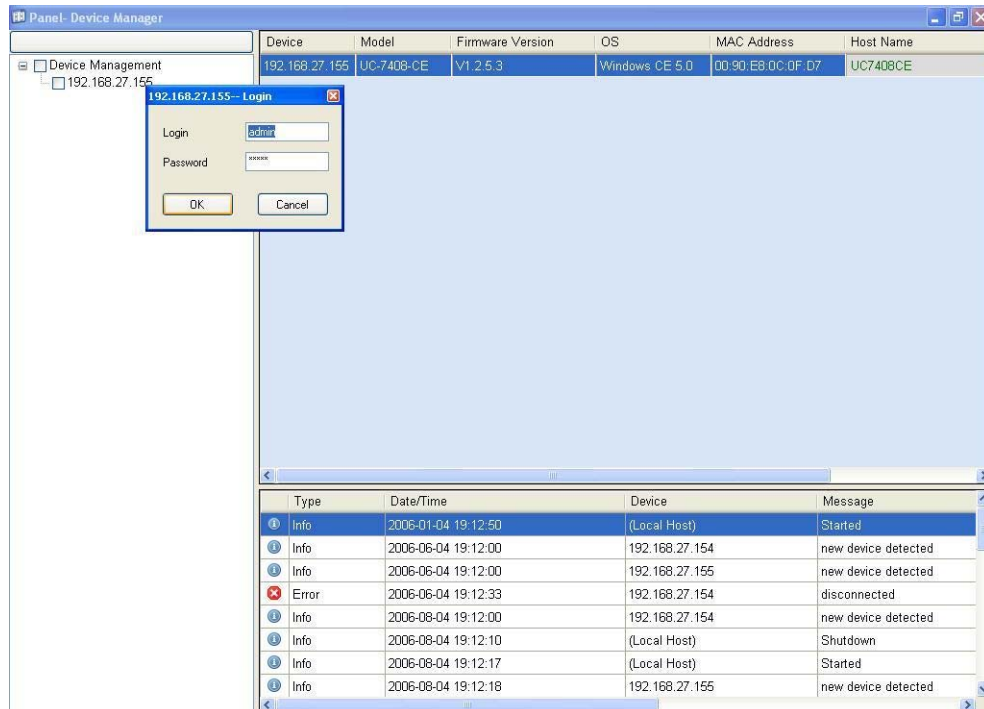 Panel- Device Manager
Device Model Firmware Version OS MAC Address Host Name
Device Management
192.168.27.155
192.168.27.155 UC-7408-CE V1.2.5.3 Windows CE 5.0 00:90:E8:0C:0F:D7 UC7408CE
192.168.27.155-- Login
Login admin
Password *****
OK Cancel
Type Date/Time Device Message
Info 2006-01-04 19:12:50 (Local Host) Started
Info 2006-06-04 19:12:00 192.168.27.154 new device detected
Info 2006-06-04 19:12:00 192.168.27.155 new device detected
Error 2006-06-04 19:12:33 192.168.27.154 disconnected
Info 2006-08-04 19:12:00 192.168.27.154 new device detected
Info 2006-08-04 19:12:10 (Local Host) Shutdown
Info 2006-08-04 19:12:17 (Local Host) Started
Info 2006-08-04 19:12:18 192.168.27.155 new device detected